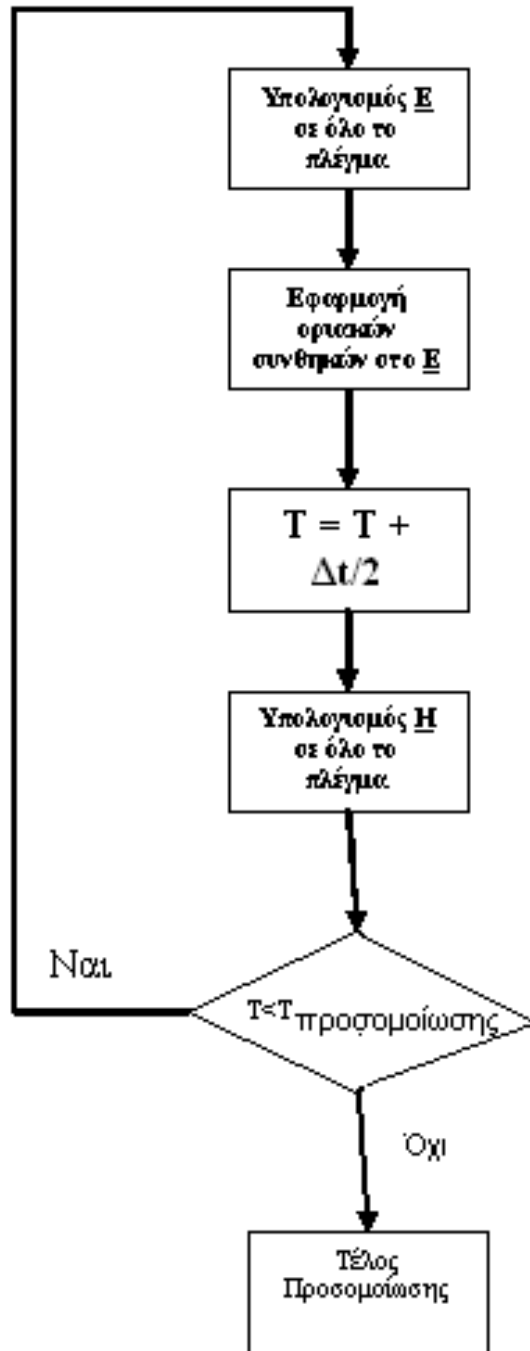 Υπολογισμός E
σε όλο το
πλέγμα
Εφαρμογή
οριακών
συνθηκών στο E
T = T +
Δt/2
Υπολογισμός H
σε όλο το
πλέγμα
Ναι
T<Tπροσομοίωσης
Όχι
Τέλος
Προσομοίωσης